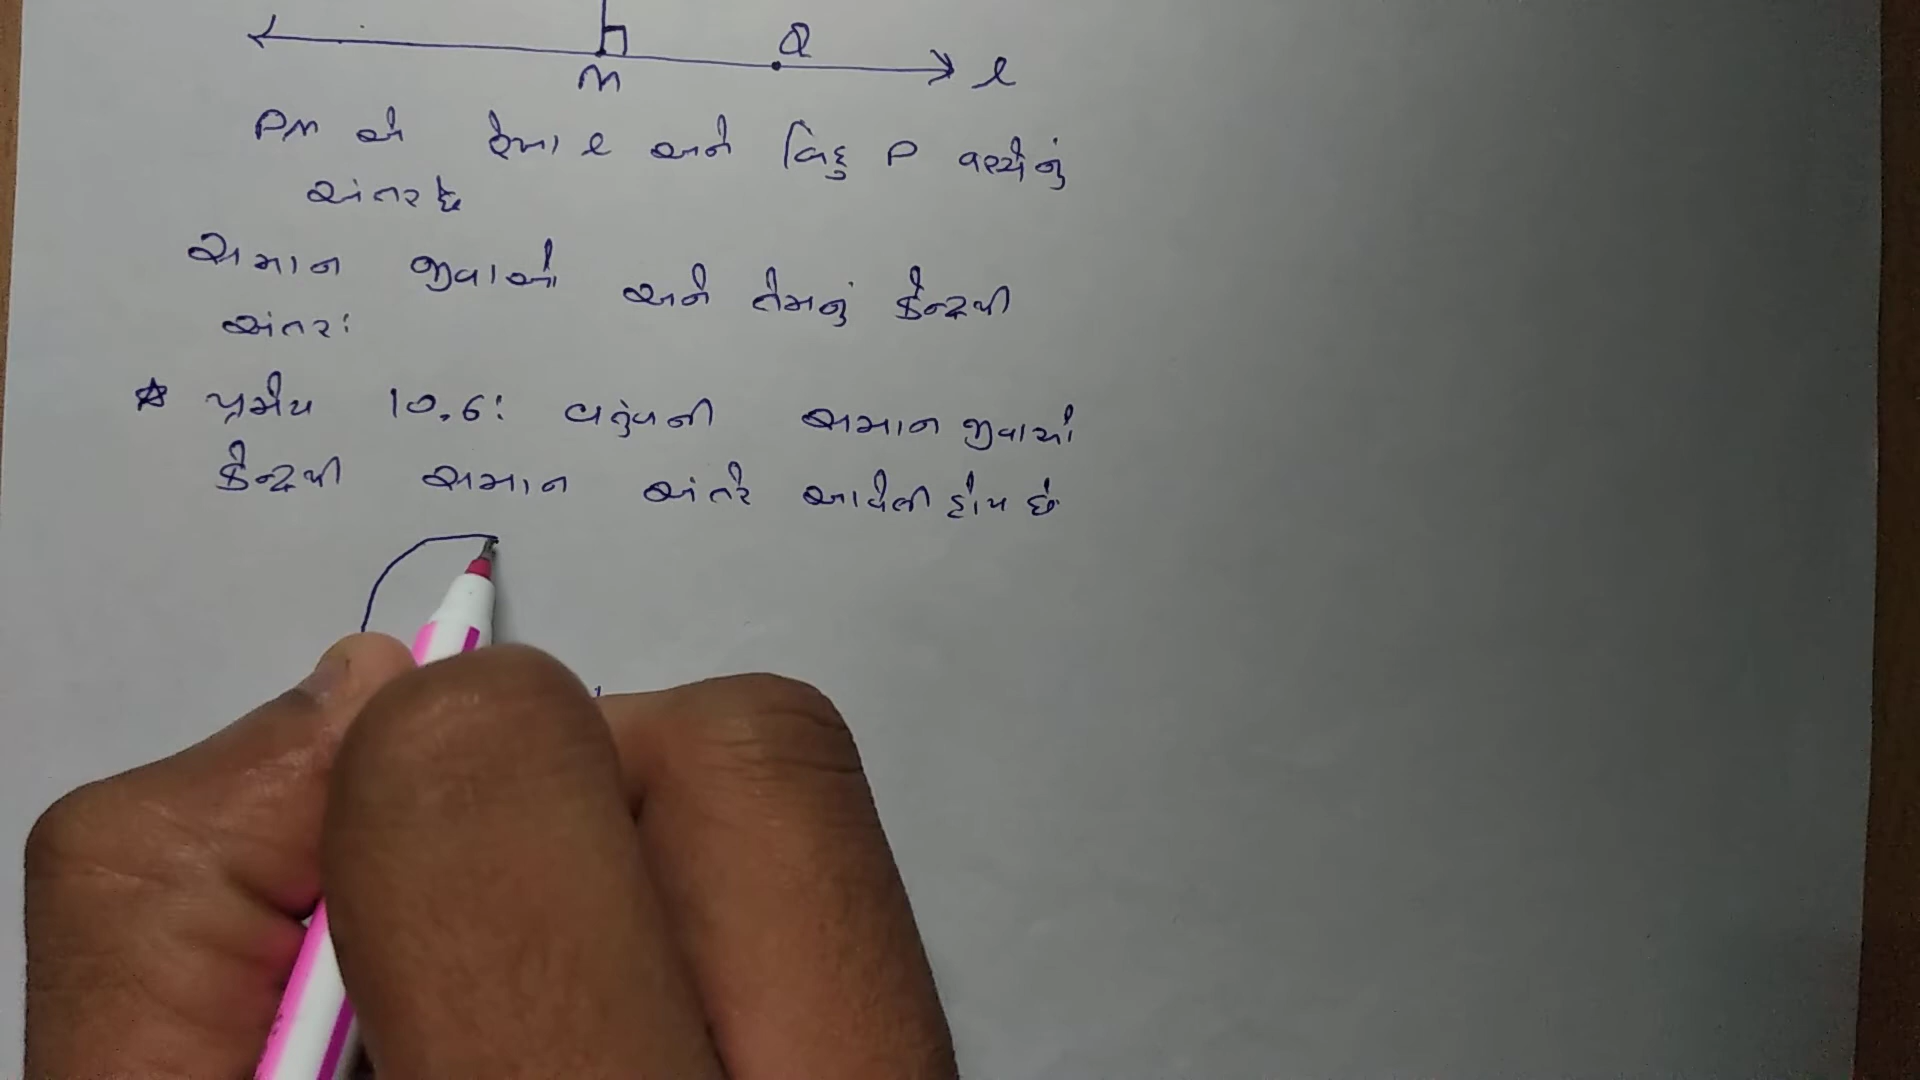 Q
M l
PM એ રેખા l અને બિંદુ P વચ્ચેનું
અંતર છે
સમાન જીવાઓ અને તેમનું કેન્દ્રથી
અંતર:
પ્રમેય 10.6: વર્તુળની સમાન જીવાઓ
કેન્દ્રથી સમાન અંતરે આવેલી હોય છે